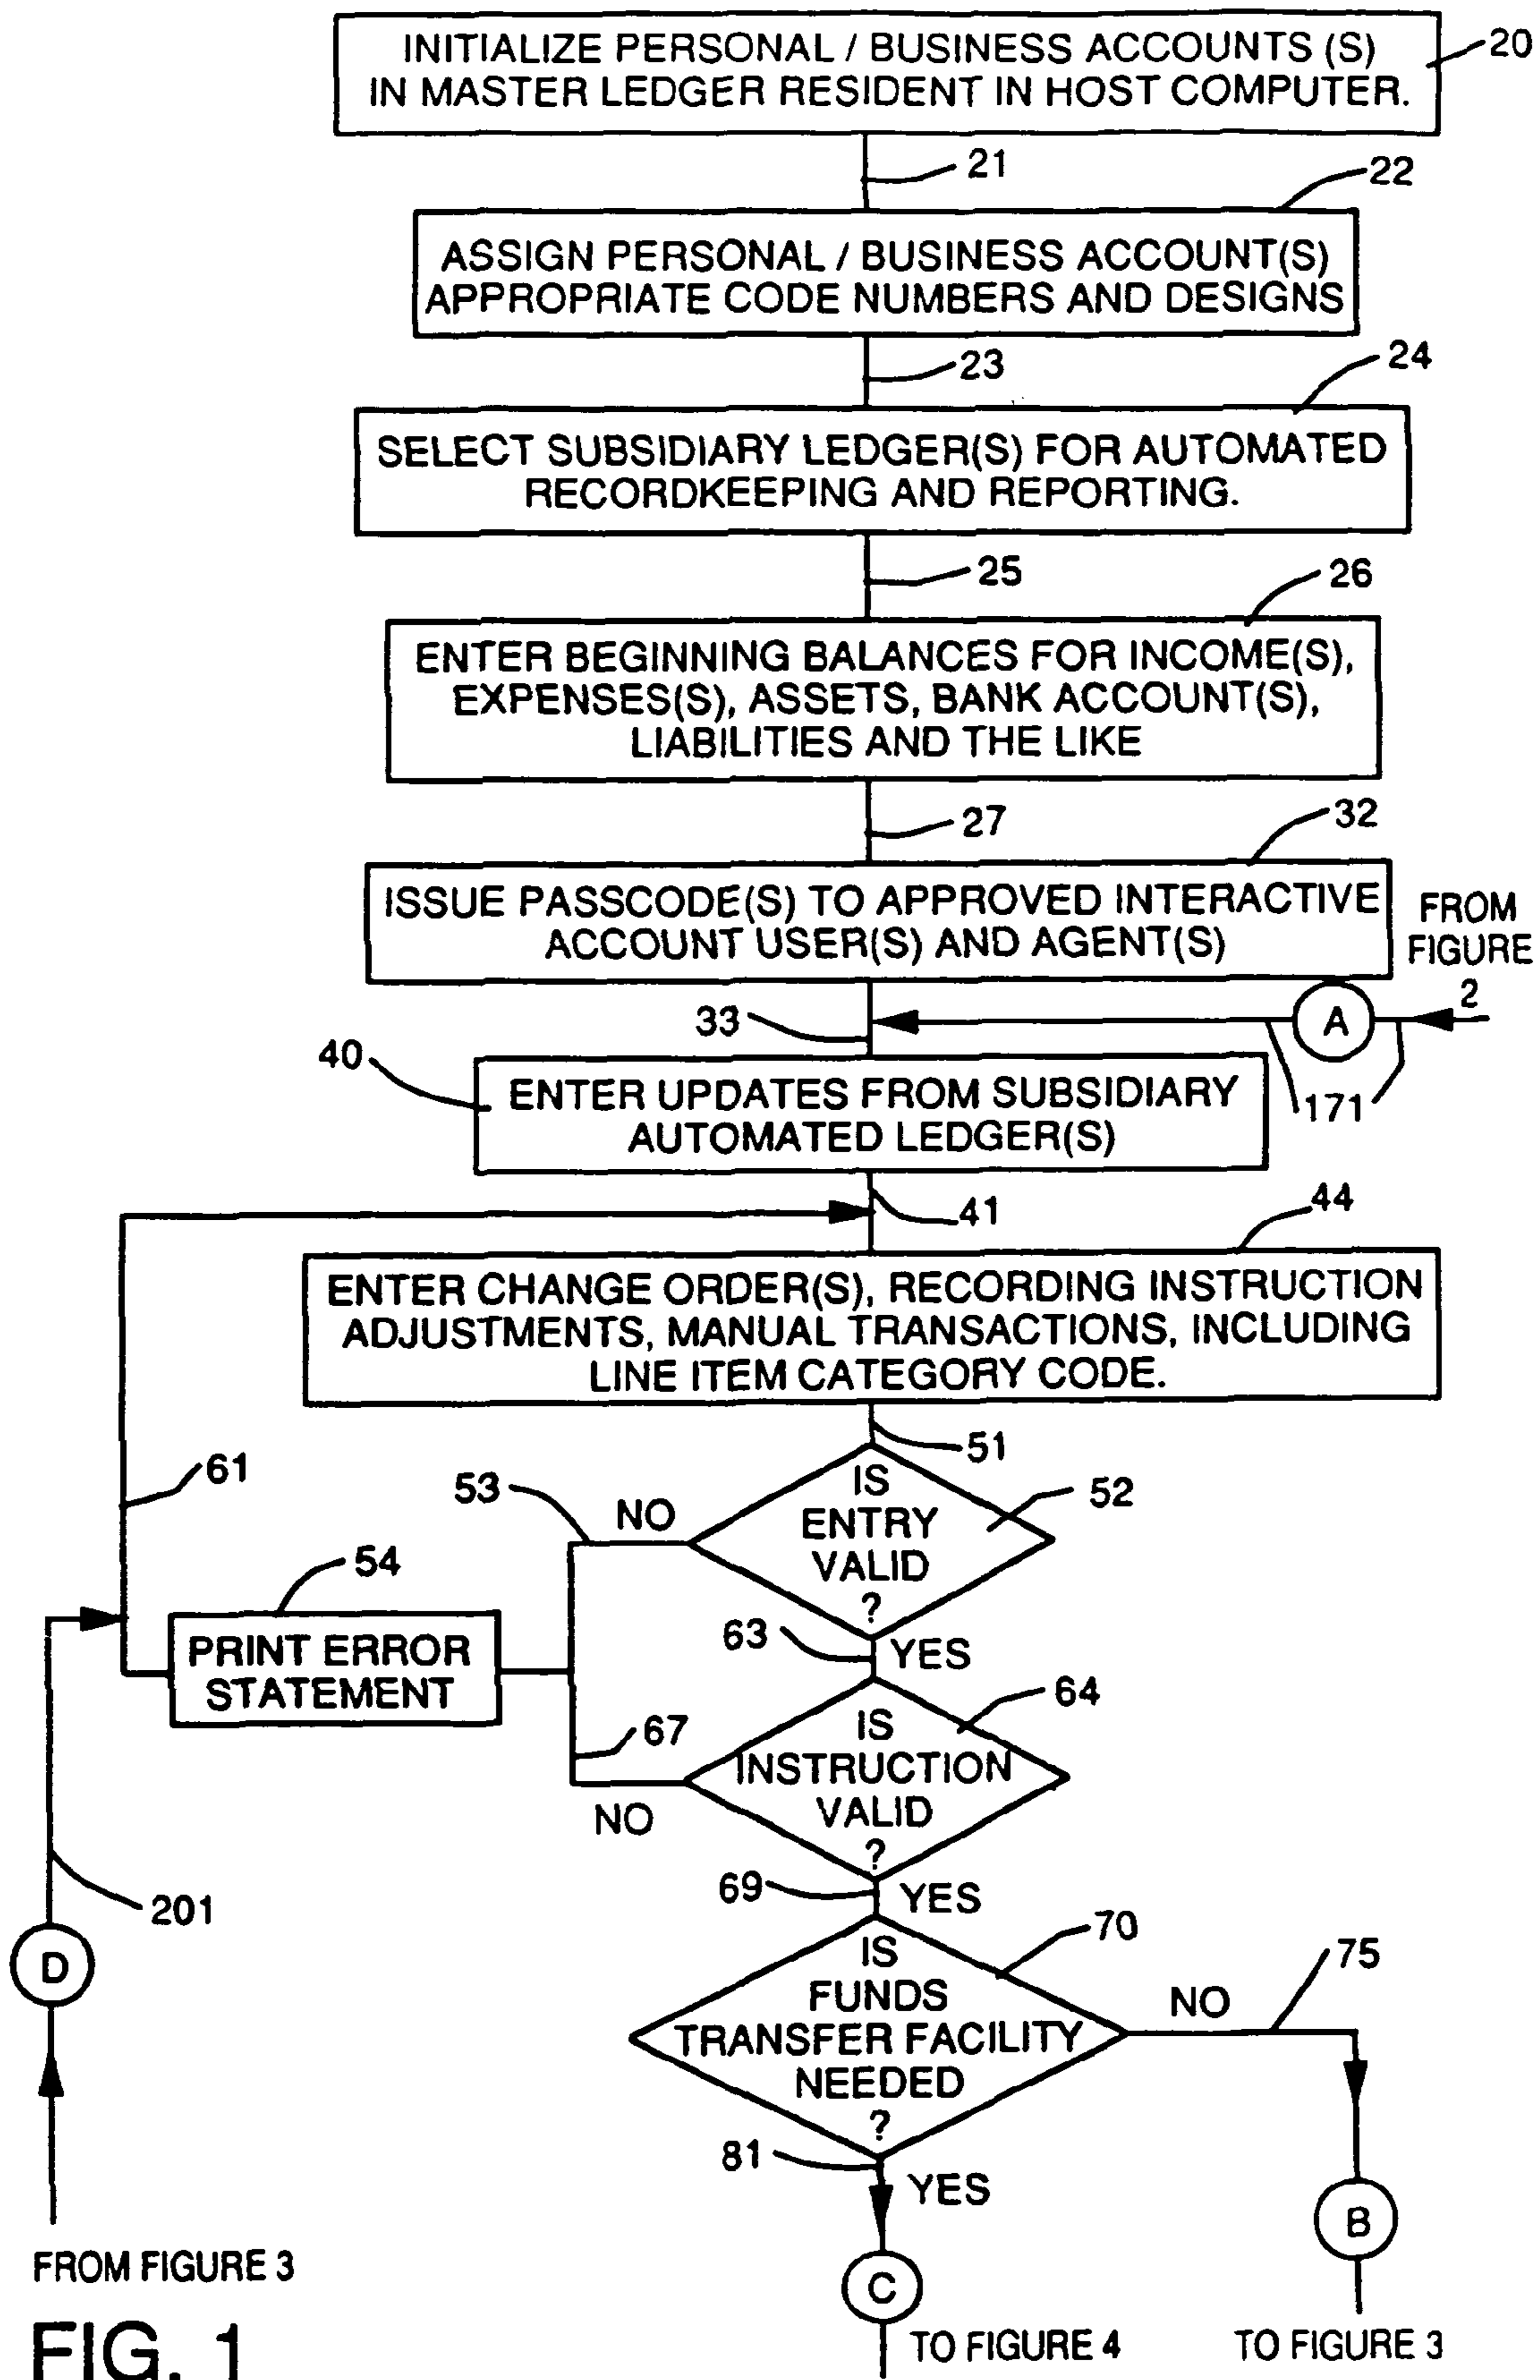 INITIALIZE PERSONAL / BUSINESS ACCOUNTS (S)
IN MASTER LEDGER RESIDENT IN HOST COMPUTER.
20
21
22
ASSIGN PERSONAL / BUSINESS ACCOUNT(S)
APPROPRIATE CODE NUMBERS AND DESIGNS
23
24
SELECT SUBSIDIARY LEDGER(S) FOR AUTOMATED
RECORDKEEPING AND REPORTING.
25
26
ENTER BEGINNING BALANCES FOR INCOME(S),
EXPENSES(S), ASSETS, BANK ACCOUNT(S),
LIABILITIES AND THE LIKE
27
32
ISSUE PASSCODE(S) TO APPROVED INTERACTIVE
ACCOUNT USER(S) AND AGENT(S)
FROM
FIGURE
2
A
33
171
40
ENTER UPDATES FROM SUBSIDIARY
AUTOMATED LEDGER(S)
41
44
ENTER CHANGE ORDER(S), RECORDING INSTRUCTION
ADJUSTMENTS, MANUAL TRANSACTIONS, INCLUDING
LINE ITEM CATEGORY CODE.
51
61
53
NO
IS
ENTRY
VALID
?
52
54
PRINT ERROR
STATEMENT
63
YES
64
67
IS
INSTRUCTION
VALID
?
NO
69
YES
201
D
70
IS
FUNDS
TRANSFER FACILITY
NEEDED
?
NO
75
81
YES
B
C
FROM FIGURE 3
TO FIGURE 4
TO FIGURE 3
FIG. 1